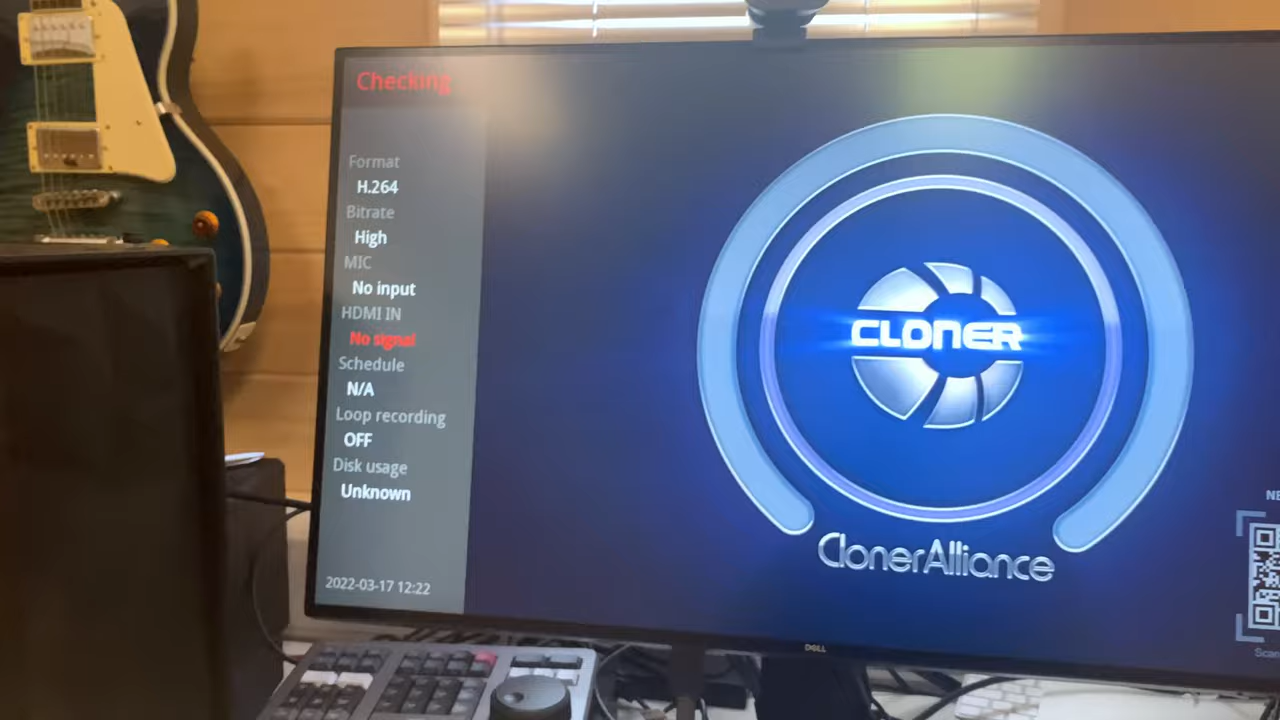 Checking
Format
H.264
Bitrate
High
MIC
No input
HDMI IN
No signal
Schedule
N/A
Loop recording
OFF
Disk usage
Unknown
2022-03-17 12:22
CLONER
ClonerAlliance
DELL